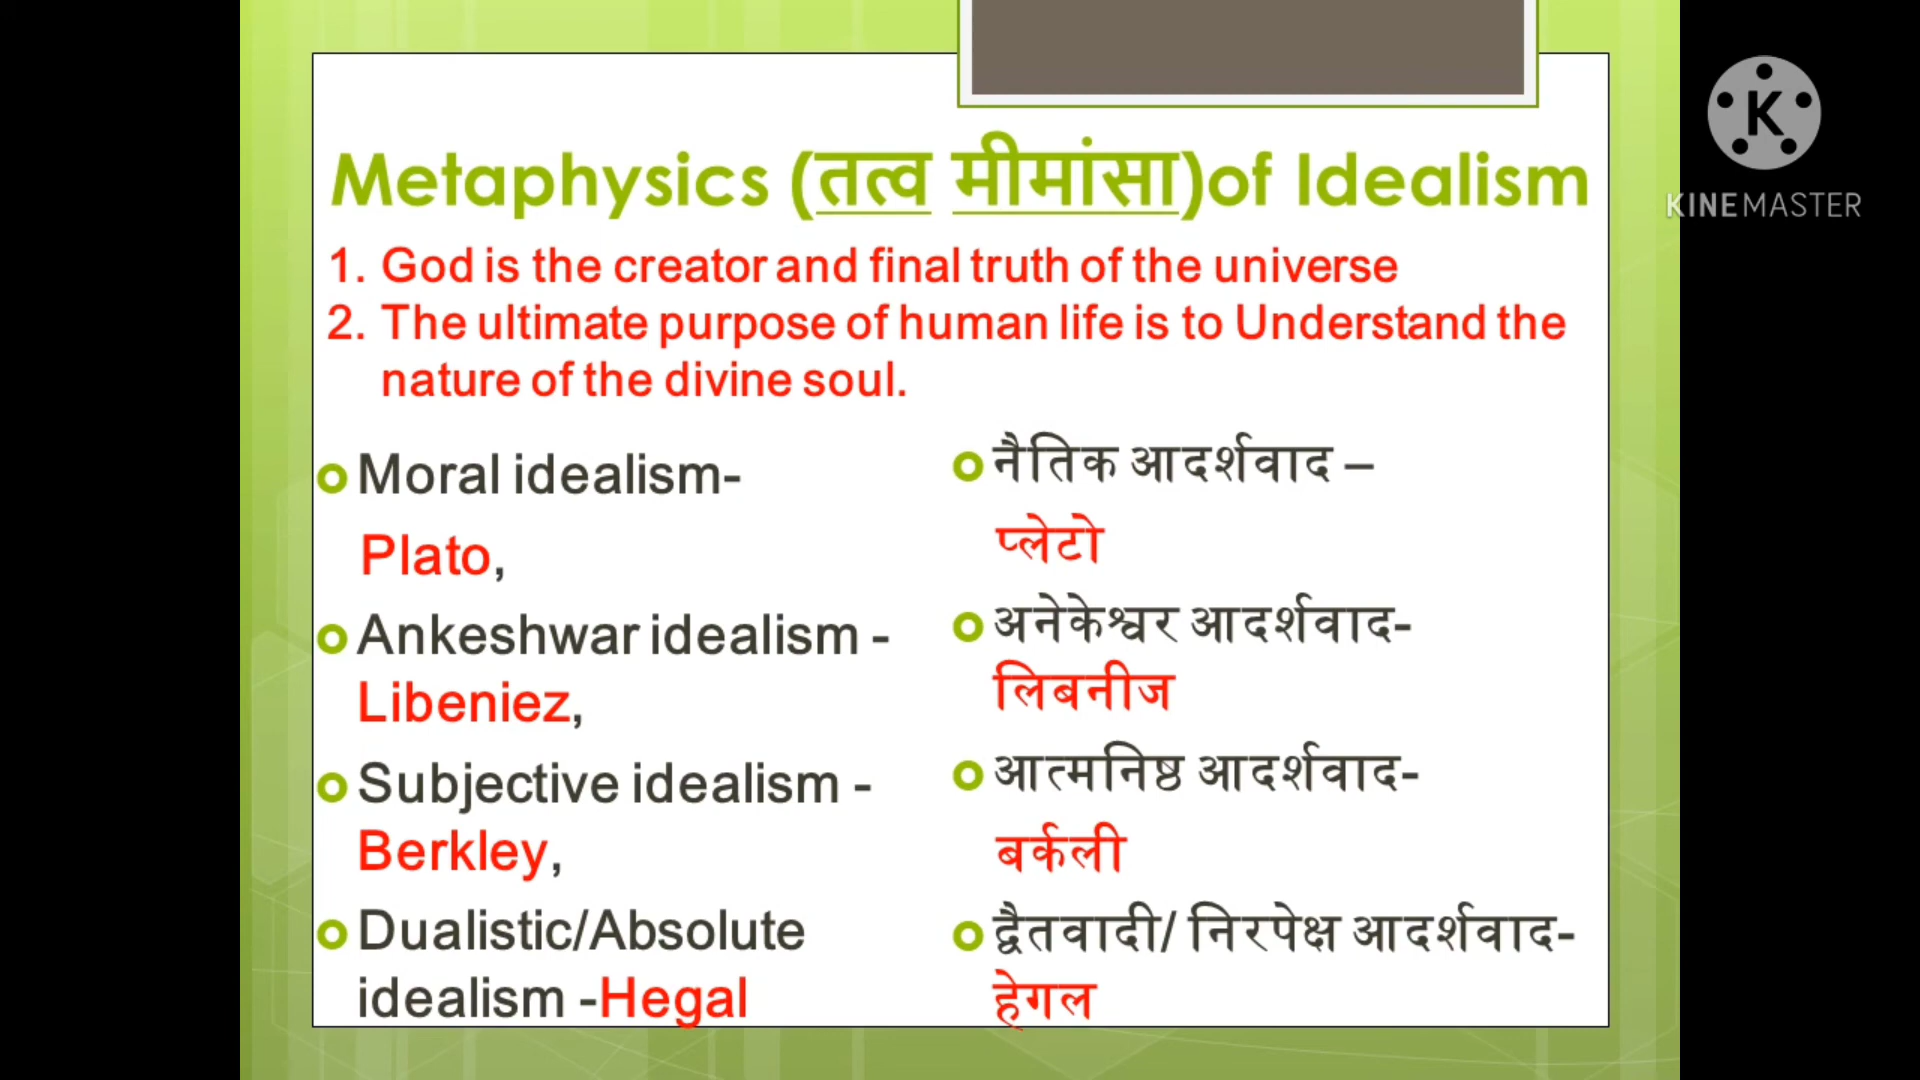 Metaphysics (तत्व मीमांसा)of Idealism
1. God is the creator and final truth of the universe
2. The ultimate purpose of human life is to Understand the
nature of the divine soul.
Moral idealism-
Plato,
Ankeshwar idealism -
Libeniez,
Subjective idealism -
Berkley,
Dualistic/Absolute
idealism -Hegal
नैतिक आदर्शवाद –
प्लेटो
अनेकेश्वर आदर्शवाद-
लिबनीज
आत्मनिष्ठ आदर्शवाद-
बर्कली
द्वैतवादी/ निरपेक्ष आदर्शवाद-
हेगल
K
KINEMASTER